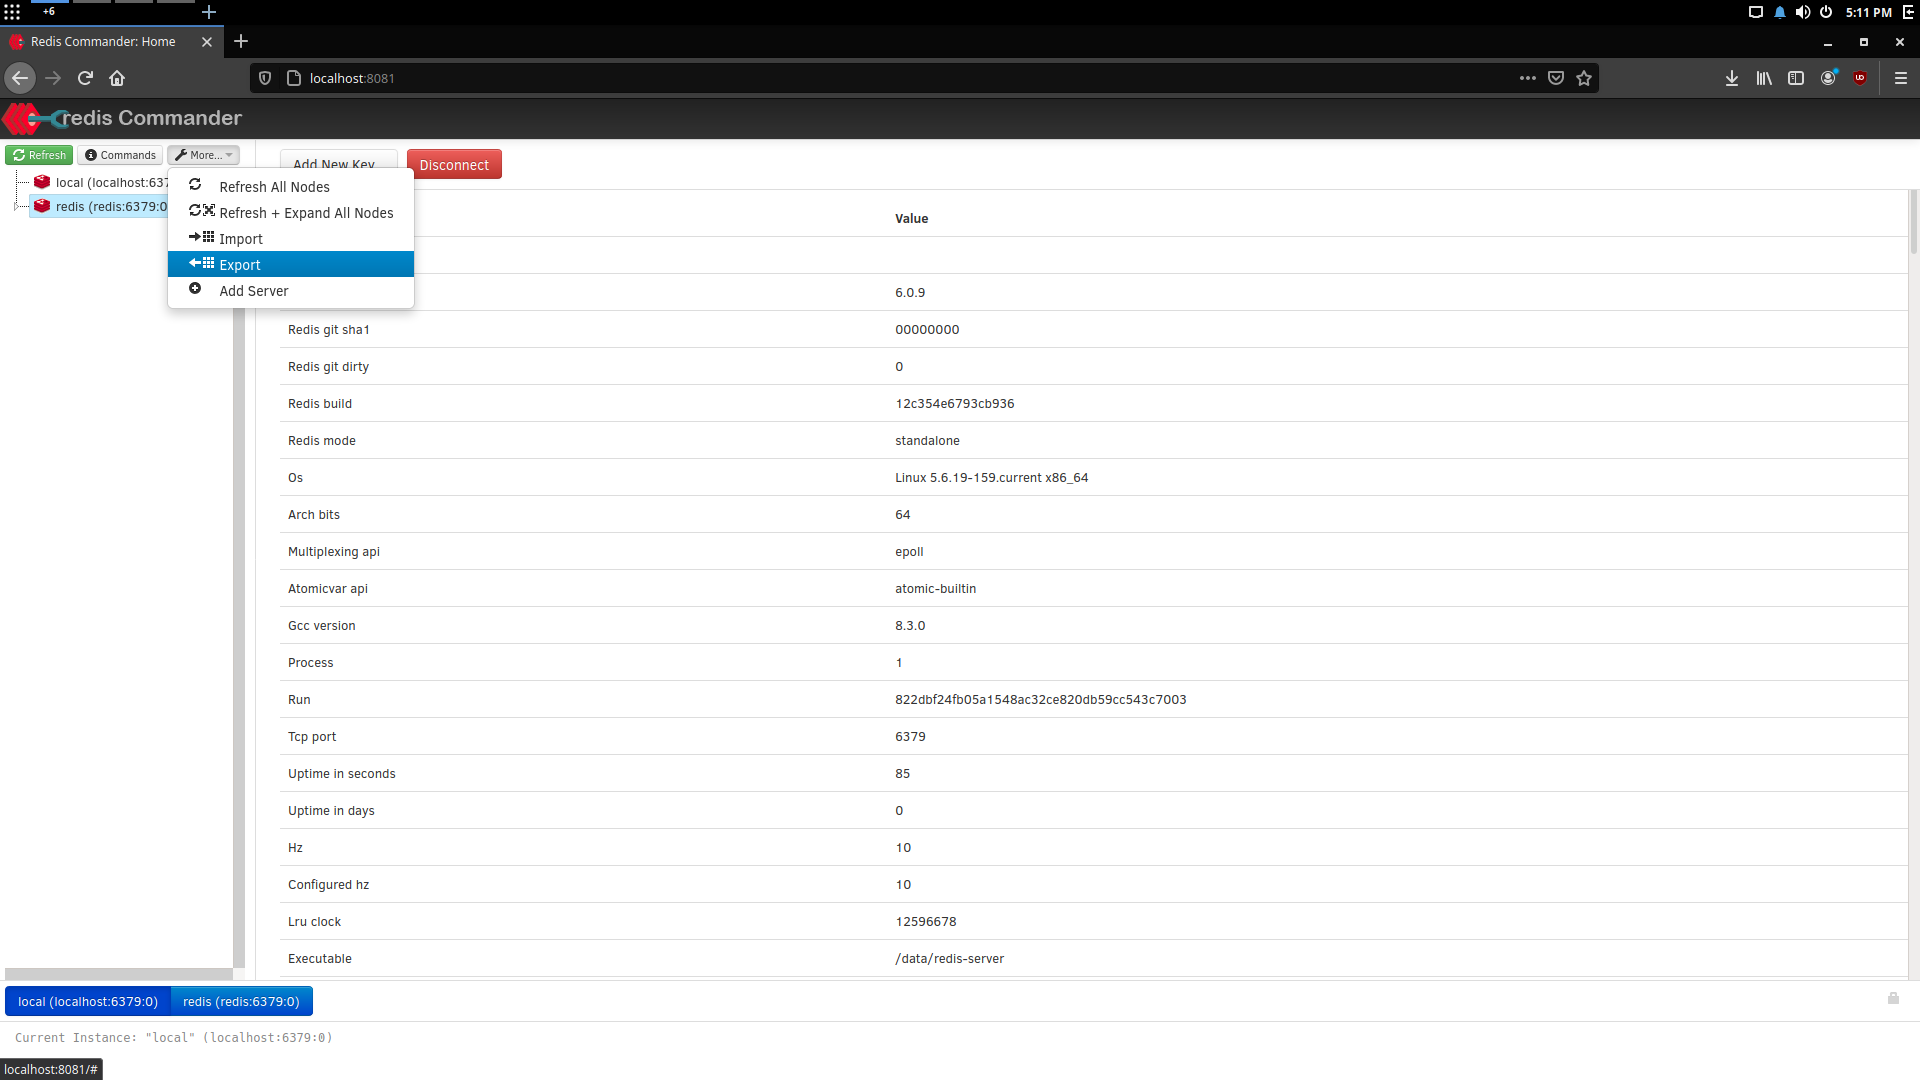 +6
5:11 PM
Redis Commander: Home
localhost:8081
redis Commander
Refresh Commands More...
Add New Key Disconnect
local (localhost:637
redis (redis:6379:0
Refresh All Nodes
Refresh + Expand All Nodes
Import
Export
Add Server
Value
6.0.9
Redis git sha1 00000000
Redis git dirty 0
Redis build 12c354e6793cb936
Redis mode standalone
Os Linux 5.6.19-159.current x86_64
Arch bits 64
Multiplexing api epoll
Atomicvar api atomic-builtin
Gcc version 8.3.0
Process 1
Run 822dbf24fb05a1548ac32ce820db59cc543c7003
Tcp port 6379
Uptime in seconds 85
Uptime in days 0
Hz 10
Configured hz 10
Lru clock 12596678
Executable /data/redis-server
local (localhost:6379:0) redis (redis:6379:0)
Current Instance: "local" (localhost:6379:0)
localhost:8081/#